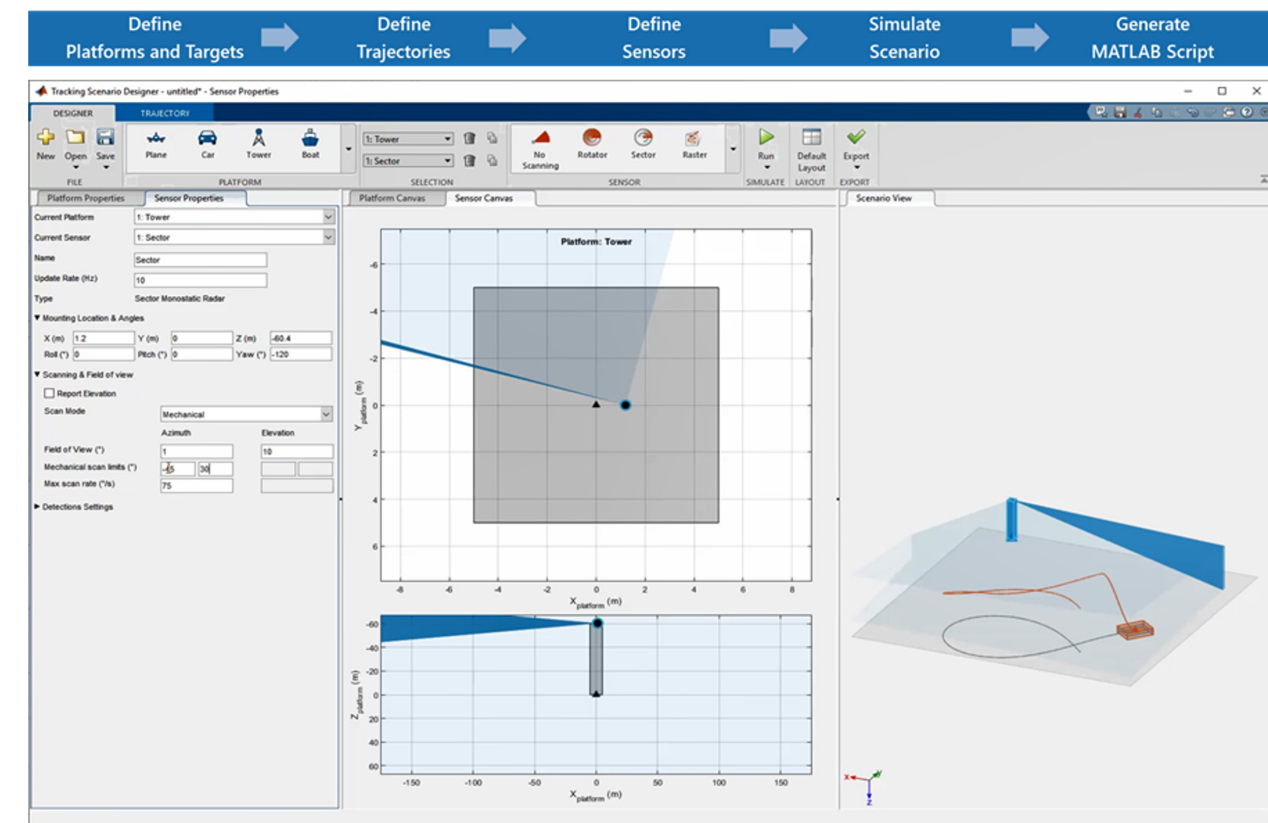 Define Define Define Simulate Generate
Platforms and Targets Trajectories Sensors Scenario MATLAB Script
Tracking Scenario Designer - untitled* - Sensor Properties
DESIGNER TRAJECTORY
New Open Save Plane Car Tower Boat
1: Tower
1: Sector
No Scanning Rotator Sector Raster
Run Default Layout Export
FILE PLATFORM SELECTION SENSOR SIMULATE LAYOUT EXPORT
Platform Properties Sensor Properties Platform Canvas Sensor Canvas Scenario View
Current Platform 1: Tower
Current Sensor 1: Sector
Name Sector
Update Rate (Hz) 10
Type Sector Monostatic Radar
Mounting Location & Angles
X (m) 1.2 Y (m) 0 Z (m) -60.4
Roll (°) 0 Pitch (°) 0 Yaw (°) -120
Scanning & Field of view
Report Elevation
Scan Mode Mechanical
Azimuth Elevation
Field of View (°) 1 10
Mechanical scan limits (°) 30
Max scan rate (°/s) 75
Detections Settings
Platform: Tower
-6
-4
-2
0
2
4
6
Y platform (m)
-8 -6 -4 -2 0 2 4 6 8
X platform (m)
-60
-40
-20
0
20
40
60
Z platform (m)
-150 -100 -50 0 50 100 150
X platform (m)
X Y
Z